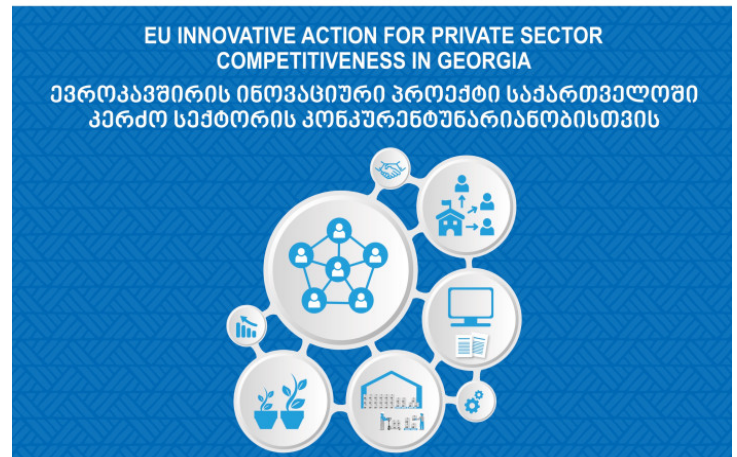 EU INNOVATIVE ACTION FOR PRIVATE SECTOR
COMPETITIVENESS IN GEORGIA
ევროკავშირის ინოვაციური პროექტი საქართველოში
კერძო სექტორის კონკურენტუნარიანობისთვის